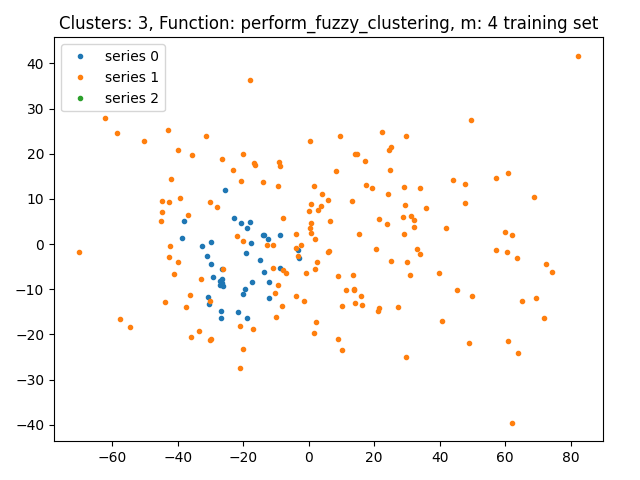 Clusters: 3, Function: perform_fuzzy_clustering, m: 4 training set
series 0
series 1
series 2
40
30
20
10
0
−10
−20
−30
−40
−60 −40 −20 0 20 40 60 80